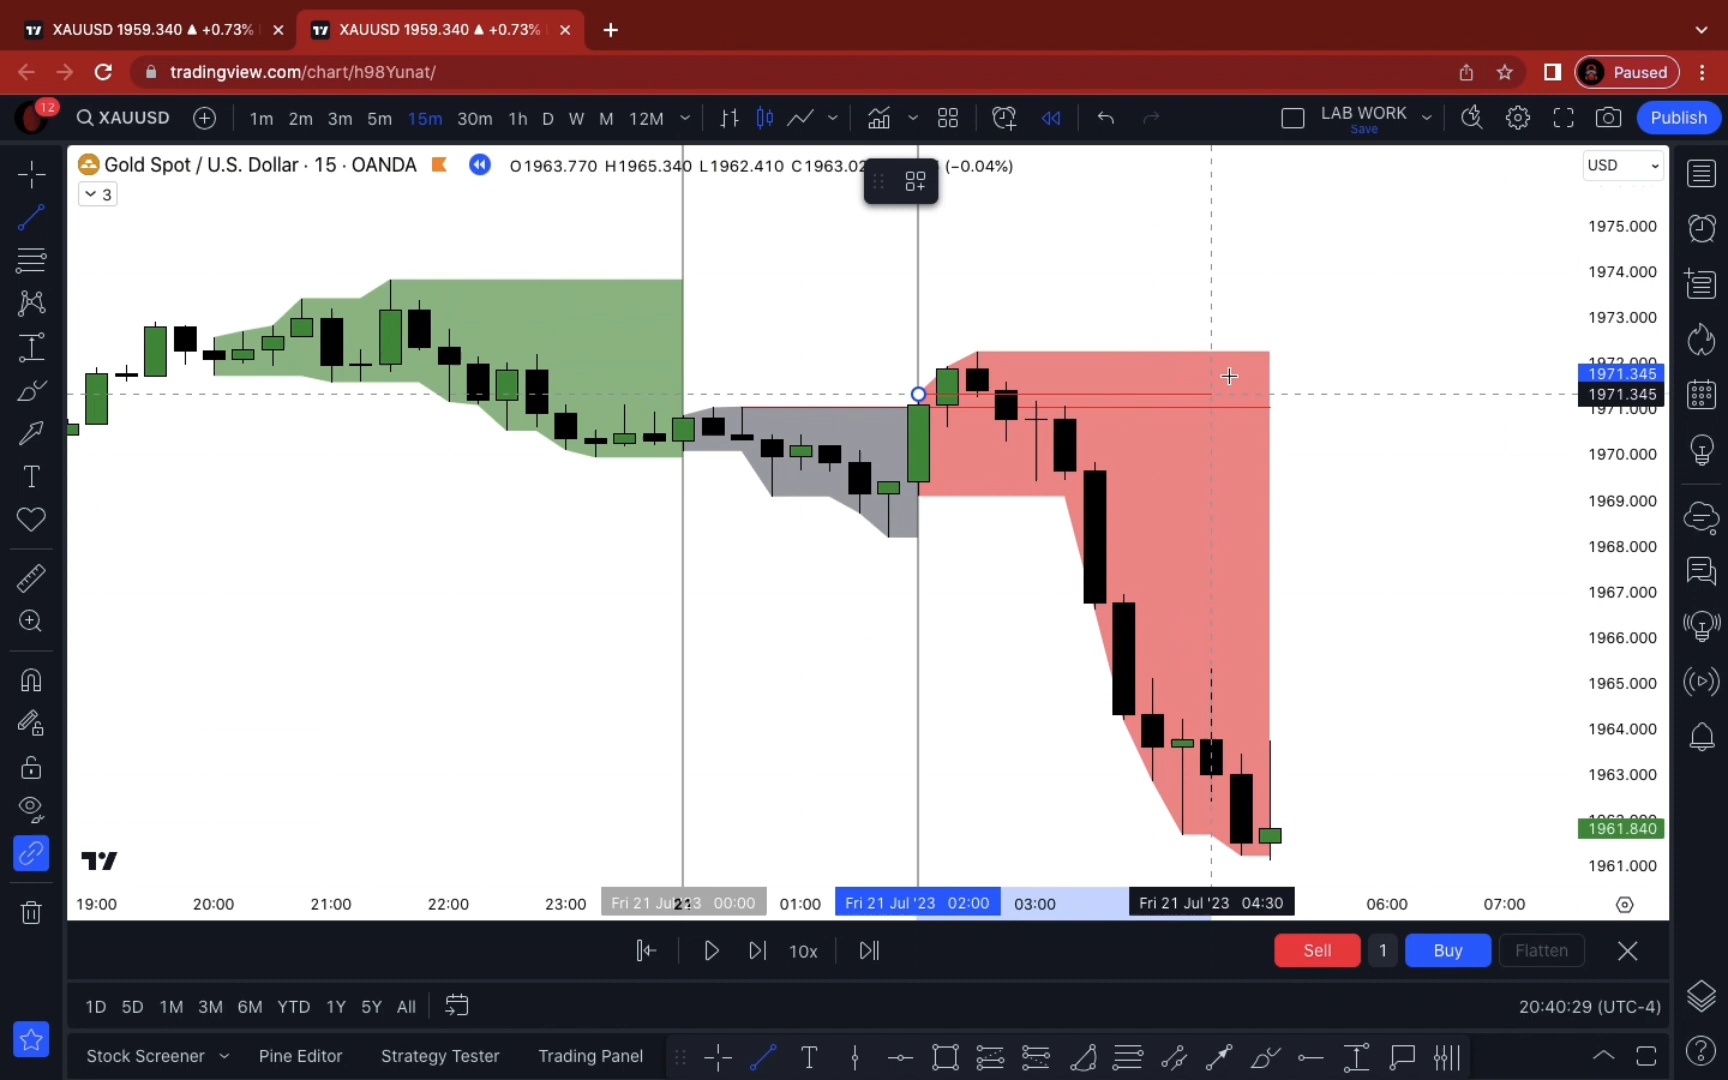 XAUUSD 1959.340 ▲ +0.73%
XAUUSD 1959.340 ▲ +0.73%
tradingview.com/chart/h98Yunat/
Paused
12
XAUUSD
1m 2m 3m 5m 15m 30m 1h D W M 12M
LAB WORK
Save
Publish
Gold Spot / U.S. Dollar · 15 · OANDA
O1963.770 H1965.340 L1962.410 (−0.04%)
USD
3
1975.000
1974.000
1973.000
1971.345
1971.345
1970.000
1969.000
1968.000
1967.000
1966.000
1965.000
1964.000
1963.000
1961.840
1961.000
19:00 20:00 21:00 22:00 23:00 00:00 01:00 Fri 21 Jul '23 02:00 03:00 Fri 21 Jul '23 04:30 06:00 07:00
10x
Sell 1 Buy Flatten
1D 5D 1M 3M 6M YTD 1Y 5Y All
20:40:29 (UTC-4)
Stock Screener Pine Editor Strategy Tester Trading Panel